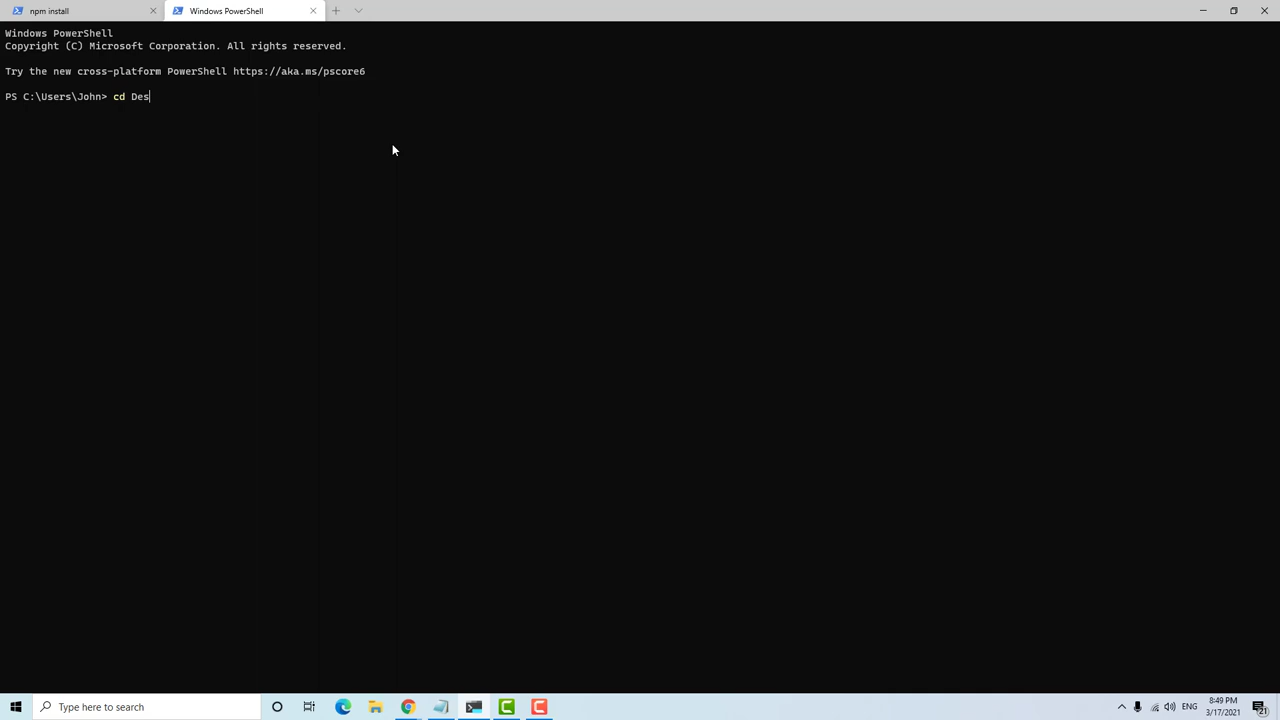 npm install
Windows PowerShell
Windows PowerShell
Copyright (C) Microsoft Corporation. All rights reserved.
Try the new cross-platform PowerShell https://aka.ms/pscore6
PS C:\Users\John> cd Des
Type here to search
ENG
8:49 PM
3/17/2021
21